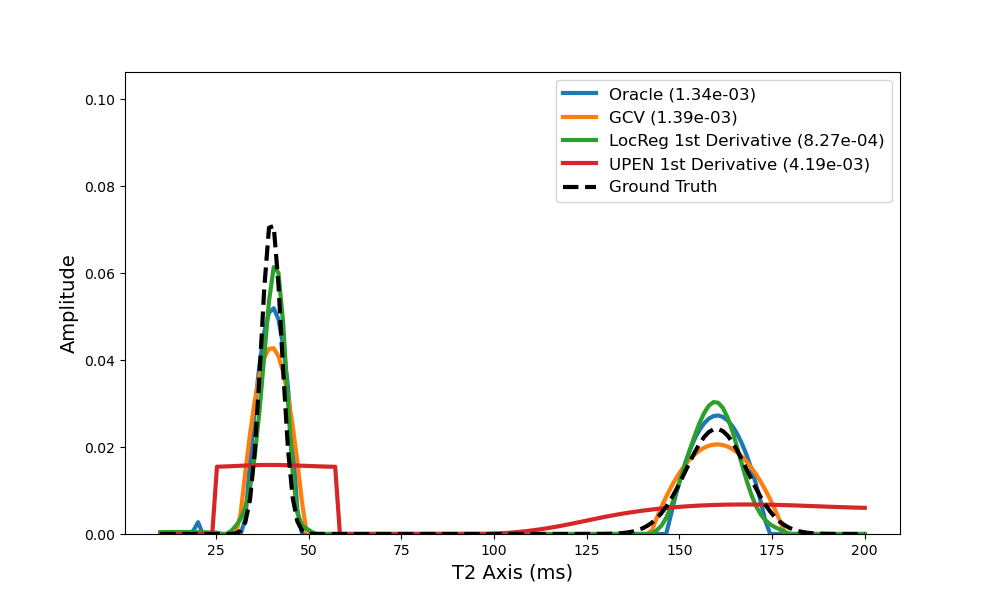 Oracle (1.34e-03)
GCV (1.39e-03)
LocReg 1st Derivative (8.27e-04)
UPEN 1st Derivative (4.19e-03)
Ground Truth
Amplitude
0.10
0.08
0.06
0.04
0.02
0.00
25
50
75
100
125
150
175
200
T2 Axis (ms)